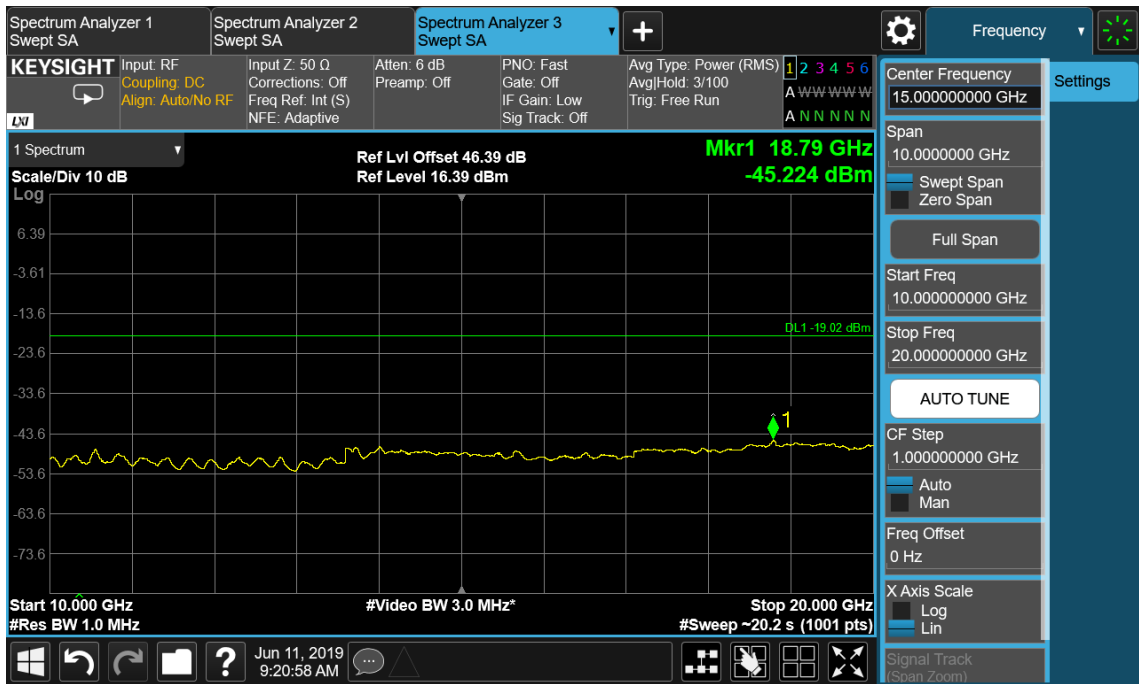 Spectrum Analyzer 1
Swept SA
Spectrum Analyzer 2
Swept SA
Spectrum Analyzer 3
Swept SA
Frequency
KEYSIGHT
LXI
Input: RF
Coupling: DC
Align: Auto/No RF
Input Z: 50 Ω
Corrections: Off
Freq Ref: Int (S)
NFE: Adaptive
Atten: 6 dB
Preamp: Off
PNO: Fast
Gate: Off
IF Gain: Low
Sig Track: Off
Avg Type: Power (RMS)
Avg|Hold: 3/100
Trig: Free Run
1 2 3 4 5 6
A W W W W W
A N N N N N
1 Spectrum
Scale/Div 10 dB
Log
Ref Lvl Offset 46.39 dB
Ref Level 16.39 dBm
Mkr1 18.79 GHz
-45.224 dBm
6.39
-3.61
-13.6
DL1 -19.02 dBm
-23.6
-33.6
1
-43.6
-53.6
-63.6
-73.6
Start 10.000 GHz
#Video BW 3.0 MHz*
Stop 20.000 GHz
#Res BW 1.0 MHz
#Sweep ~20.2 s (1001 pts)
Jun 11, 2019
9:20:58 AM
Center Frequency
15.000000000 GHz
Settings
Span
10.0000000 GHz
Swept Span
Zero Span
Full Span
Start Freq
10.000000000 GHz
Stop Freq
20.000000000 GHz
AUTO TUNE
CF Step
1.000000000 GHz
Auto
Man
Freq Offset
0 Hz
X Axis Scale
Log
Lin
Signal Track
(Span Zoom)